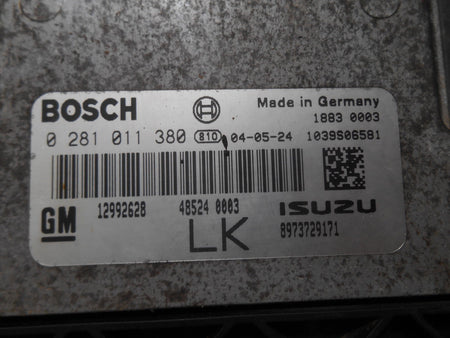 BOSCH Made in Germany
1883 0003
0 281 011 380 810 04-05-24 1039S06581
GM 12992628 48524 0003 ISUZU
LK 8973729171